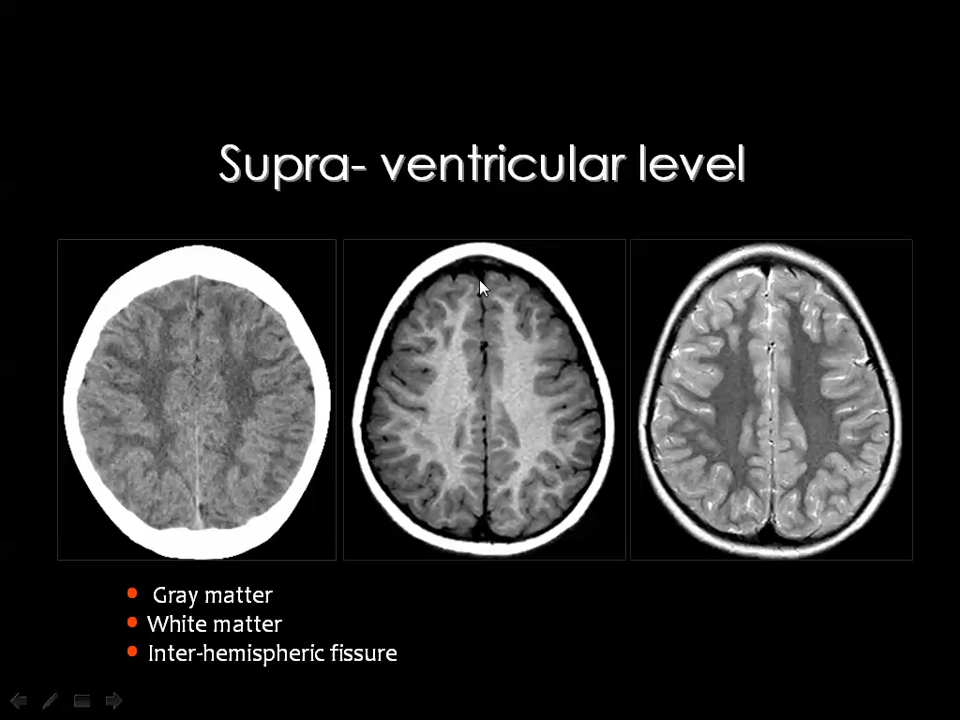 Supra- ventricular level
• Gray matter
• White matter
• Inter-hemispheric fissure